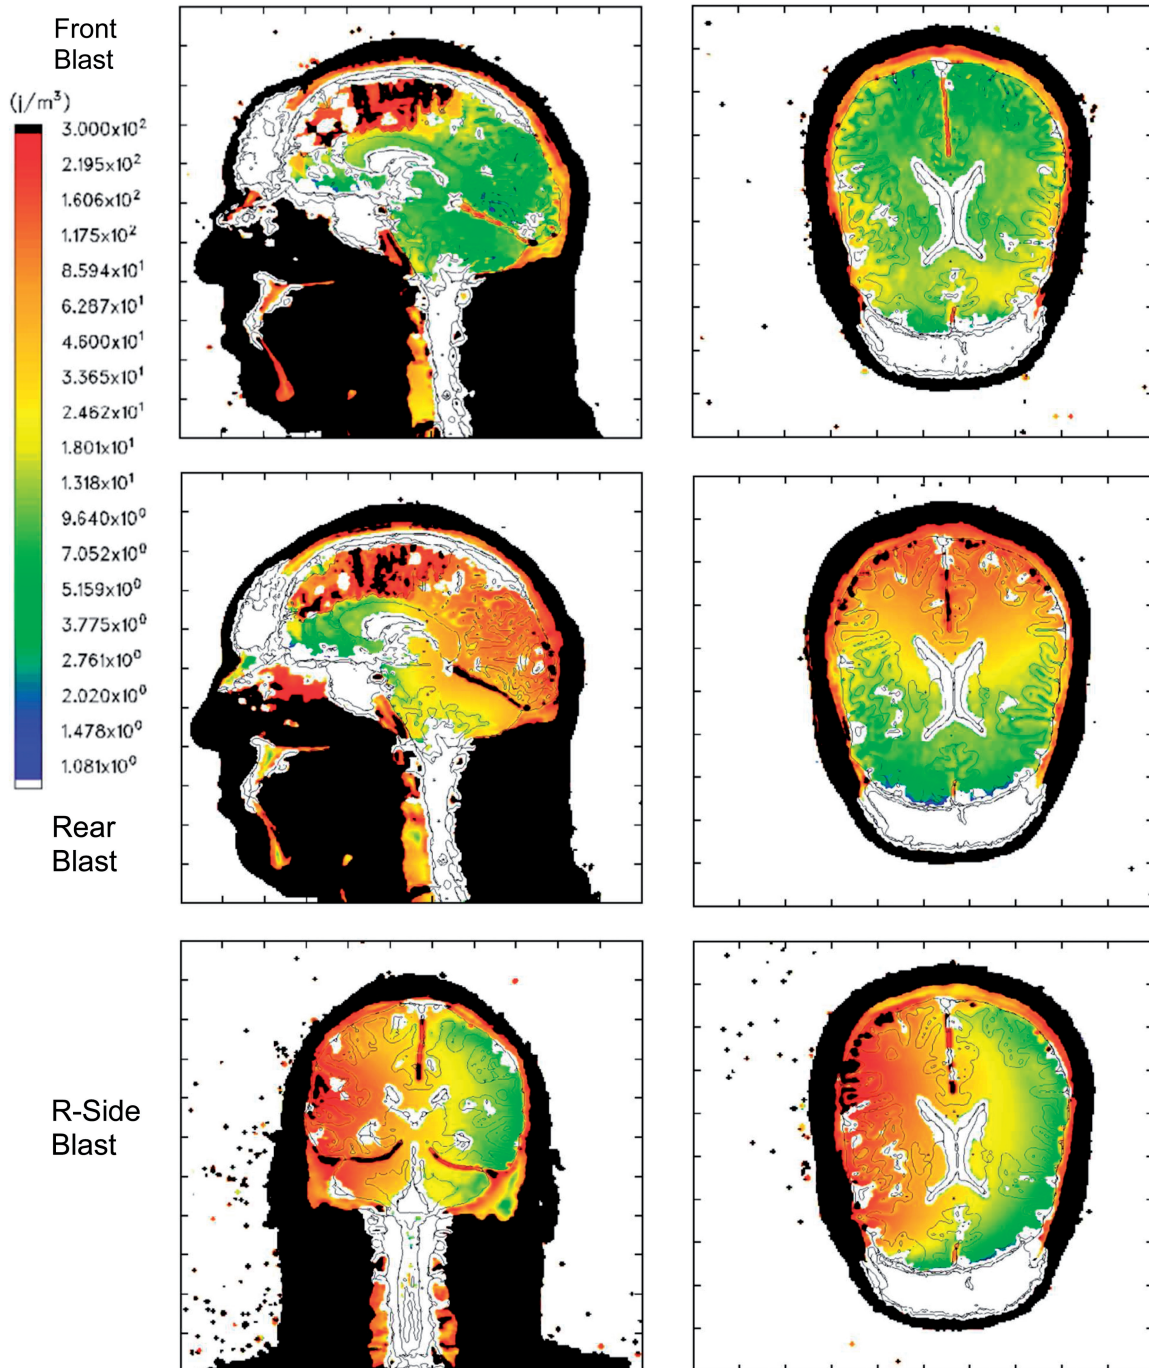 Front
Blast
(j/m³)
3.000x10²
2.195x10²
1.606x10²
1.175x10²
8.594x10¹
6.287x10¹
4.600x10¹
3.365x10¹
2.462x10¹
1.801x10¹
1.318x10¹
9.640x10⁰
7.052x10⁰
5.159x10⁰
3.775x10⁰
2.761x10⁰
2.020x10⁰
1.478x10⁰
1.081x10⁰
Rear
Blast
R-Side
Blast